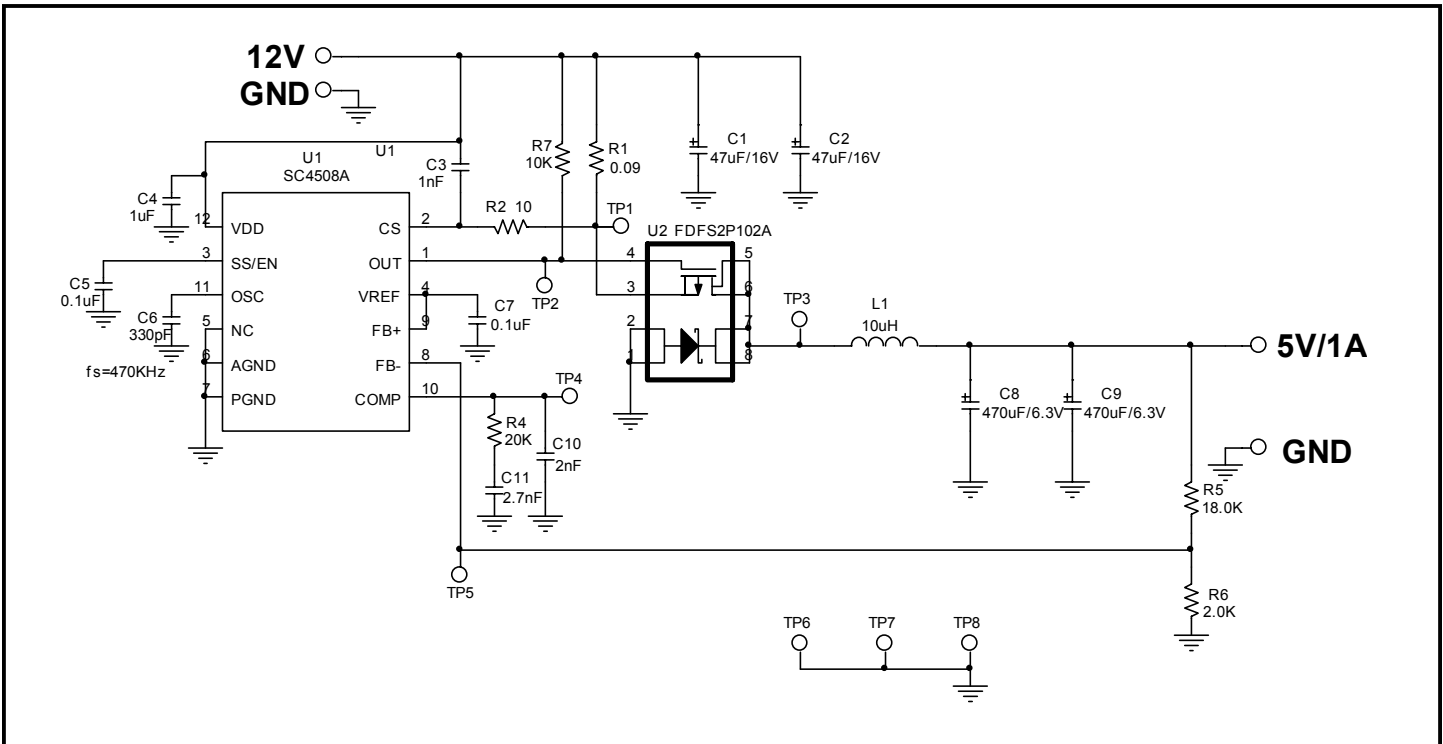 12V
GND
U1
U1
SC4508A
C4
1uF
C3
1nF
R7
10K
R1
0.09
C1
47uF/16V
C2
47uF/16V
R2 10
TP1
U2 FDFS2P102A
12 VDD
CS 2
3 SS/EN
OUT 1
11 OSC
VREF 4
5 NC
FB+ 9
6 AGND
FB- 8
7 PGND
COMP 10
C5
0.1uF
C6
330pF
fs=470KHz
C7
0.1uF
TP2
4
3
2
1
5
6
7
8
TP3
L1
10uH
5V/1A
TP4
R4
20K
C10
2nF
C11
2.7nF
C8
470uF/6.3V
C9
470uF/6.3V
GND
R5
18.0K
TP5
R6
2.0K
TP6
TP7
TP8